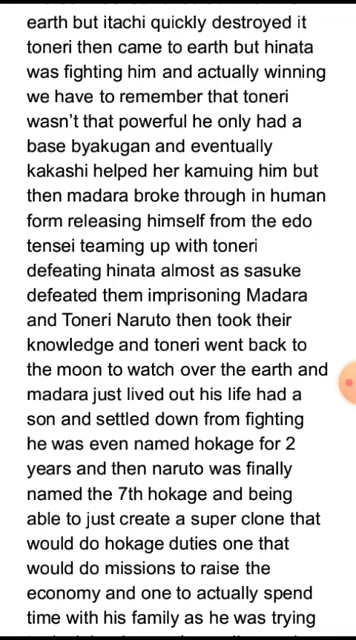 earth but itachi quickly destroyed it
toneri then came to earth but hinata
was fighting him and actually winning
we have to remember that toneri
wasn't that powerful he only had a
base byakugan and eventually
kakashi helped her kamuing him but
then madara broke through in human
form releasing himself from the edo
tensei teaming up with toneri
defeating hinata almost as sasuke
defeated them imprisoning Madara
and Toneri Naruto then took their
knowledge and toneri went back to
the moon to watch over the earth and
madara just lived out his life had a
son and settled down from fighting
he was even named hokage for 2
years and then naruto was finally
named the 7th hokage and being
able to just create a super clone that
would do hokage duties one that
would do missions to raise the
economy and one to actually spend
time with his family as he was trying